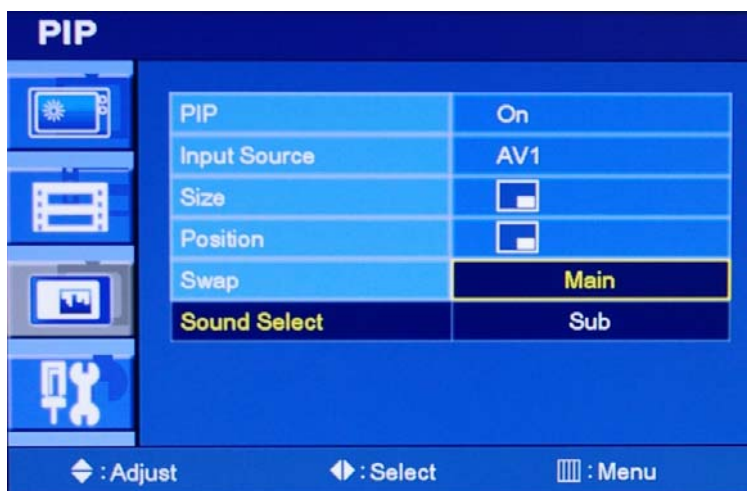 PIP
PIP On
Input Source AV1
Size
Position
Swap Main
Sound Select Sub
: Adjust : Select : Menu